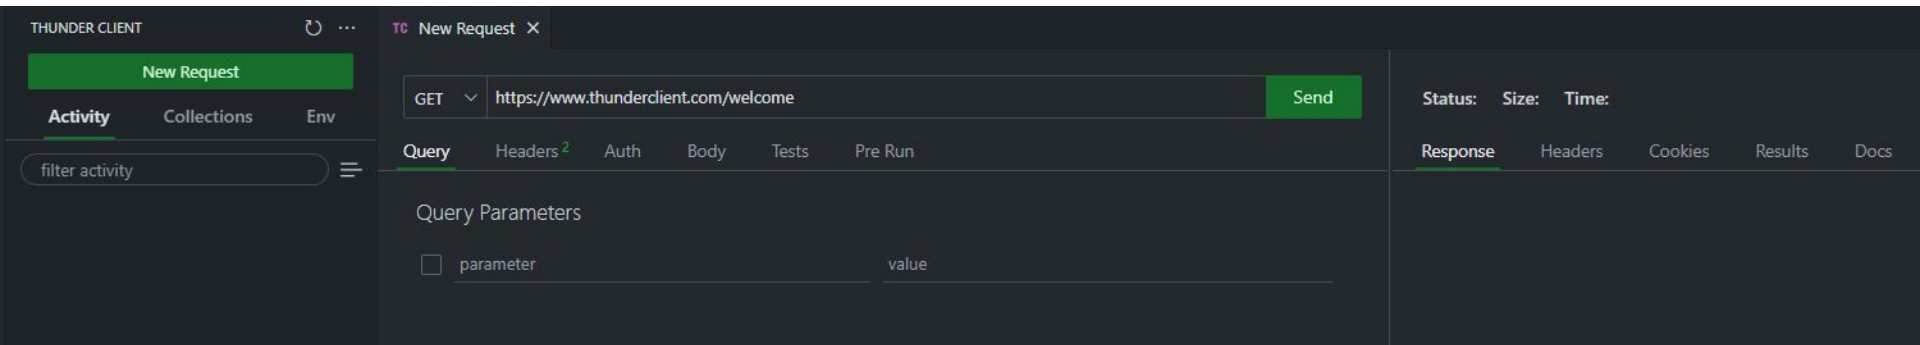 THUNDER CLIENT
New Request
Activity Collections Env
filter activity
TC New Request
GET https://www.thunderclient.com/welcome Send
Query Headers 2 Auth Body Tests Pre Run
Query Parameters
parameter value
Status: Size: Time:
Response Headers Cookies Results Docs